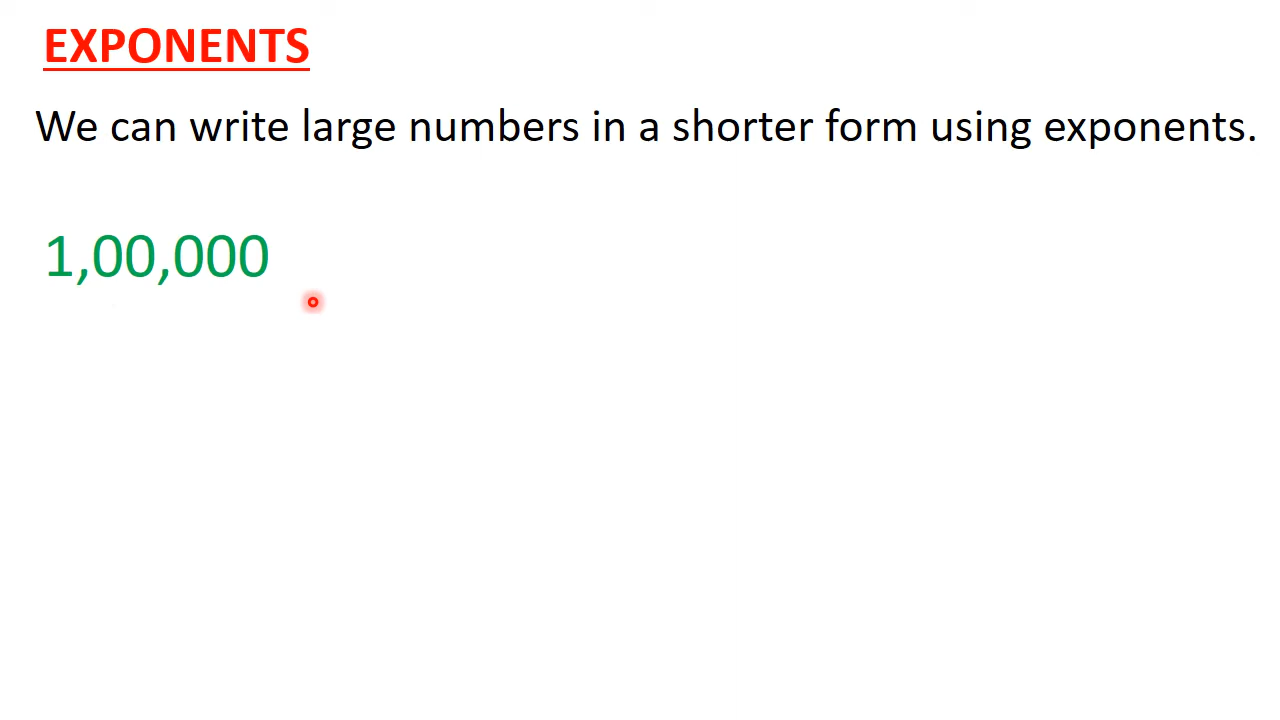 EXPONENTS
We can write large numbers in a shorter form using exponents.
1,00,000